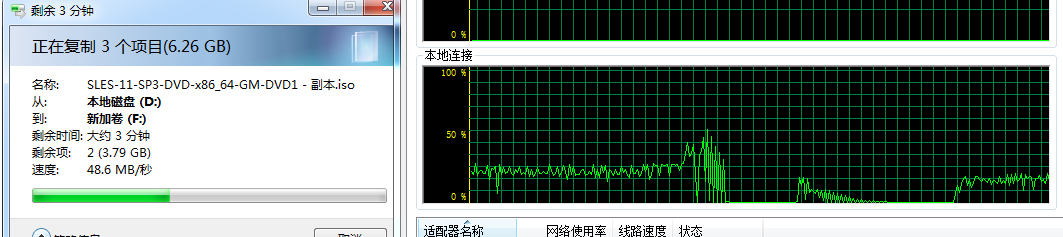 剩余 3 分钟
正在复制 3 个项目(6.26 GB)
名称: SLES-11-SP3-DVD-x86_64-GM-DVD1 - 副本.iso
从: 本地磁盘 (D:)
到: 新加卷 (F:)
剩余时间: 大约 3 分钟
剩余项: 2 (3.79 GB)
速度: 48.6 MB/秒
0 %
本地连接
100 %
50 %
0 %
适配器名称 网络使用率 线路速度 状态